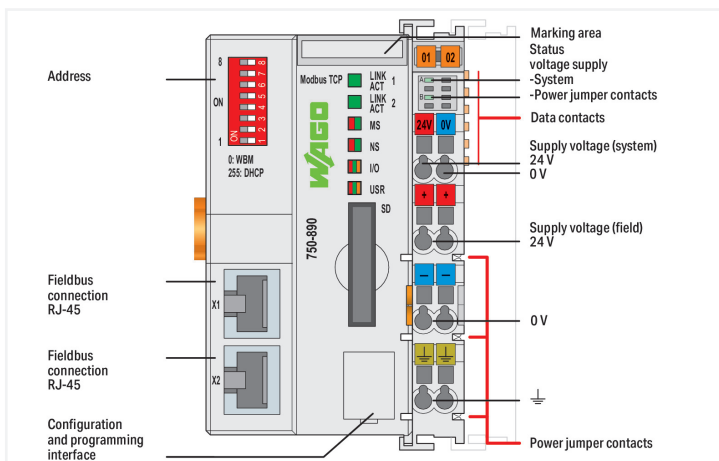 Address
8
ON
1
8
7
6
5
4
3
2
1
ON
0: WBM
255: DHCP
Fieldbus
connection
RJ-45
X1
Fieldbus
connection
RJ-45
X2
Configuration
and programming
interface
Modbus TCP
LINK
ACT 1
LINK
ACT 2
MS
NS
I/O
USR
SD
WAGO
750-890
01 02
A
B
24V 0V
+ +
— —
Marking area
Status
voltage supply
-System
-Power jumper contacts
Data contacts
Supply voltage (system)
24 V
0 V
Supply voltage (field)
24 V
0 V
Power jumper contacts